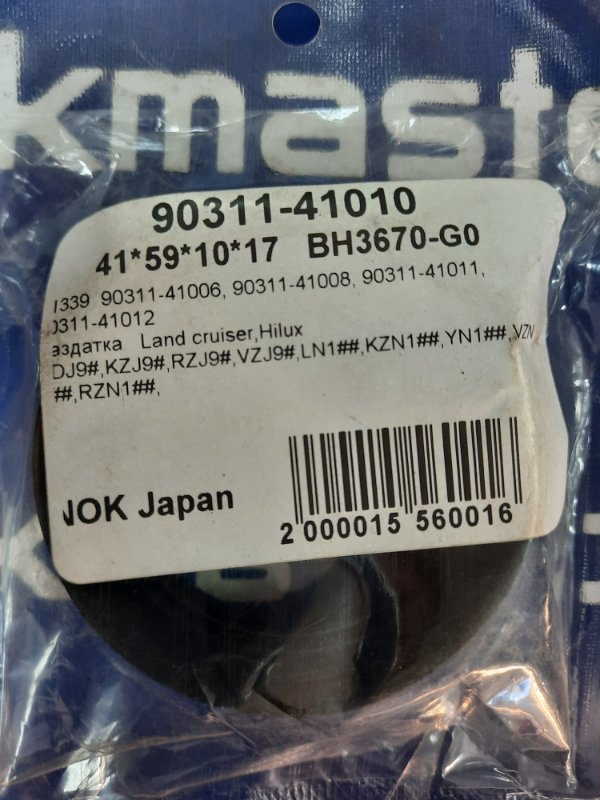 kmaste
90311-41010
41*59*10*17 BH3670-G0
1339 90311-41006, 90311-41008, 90311-41011,
0311-41012
аздатка Land cruiser,Hilux
DJ9#,KZJ9#,RZJ9#,VZJ9#,LN1##,KZN1##,YN1##,VZN
##,RZN1##,
NOK Japan
2 000015 560016